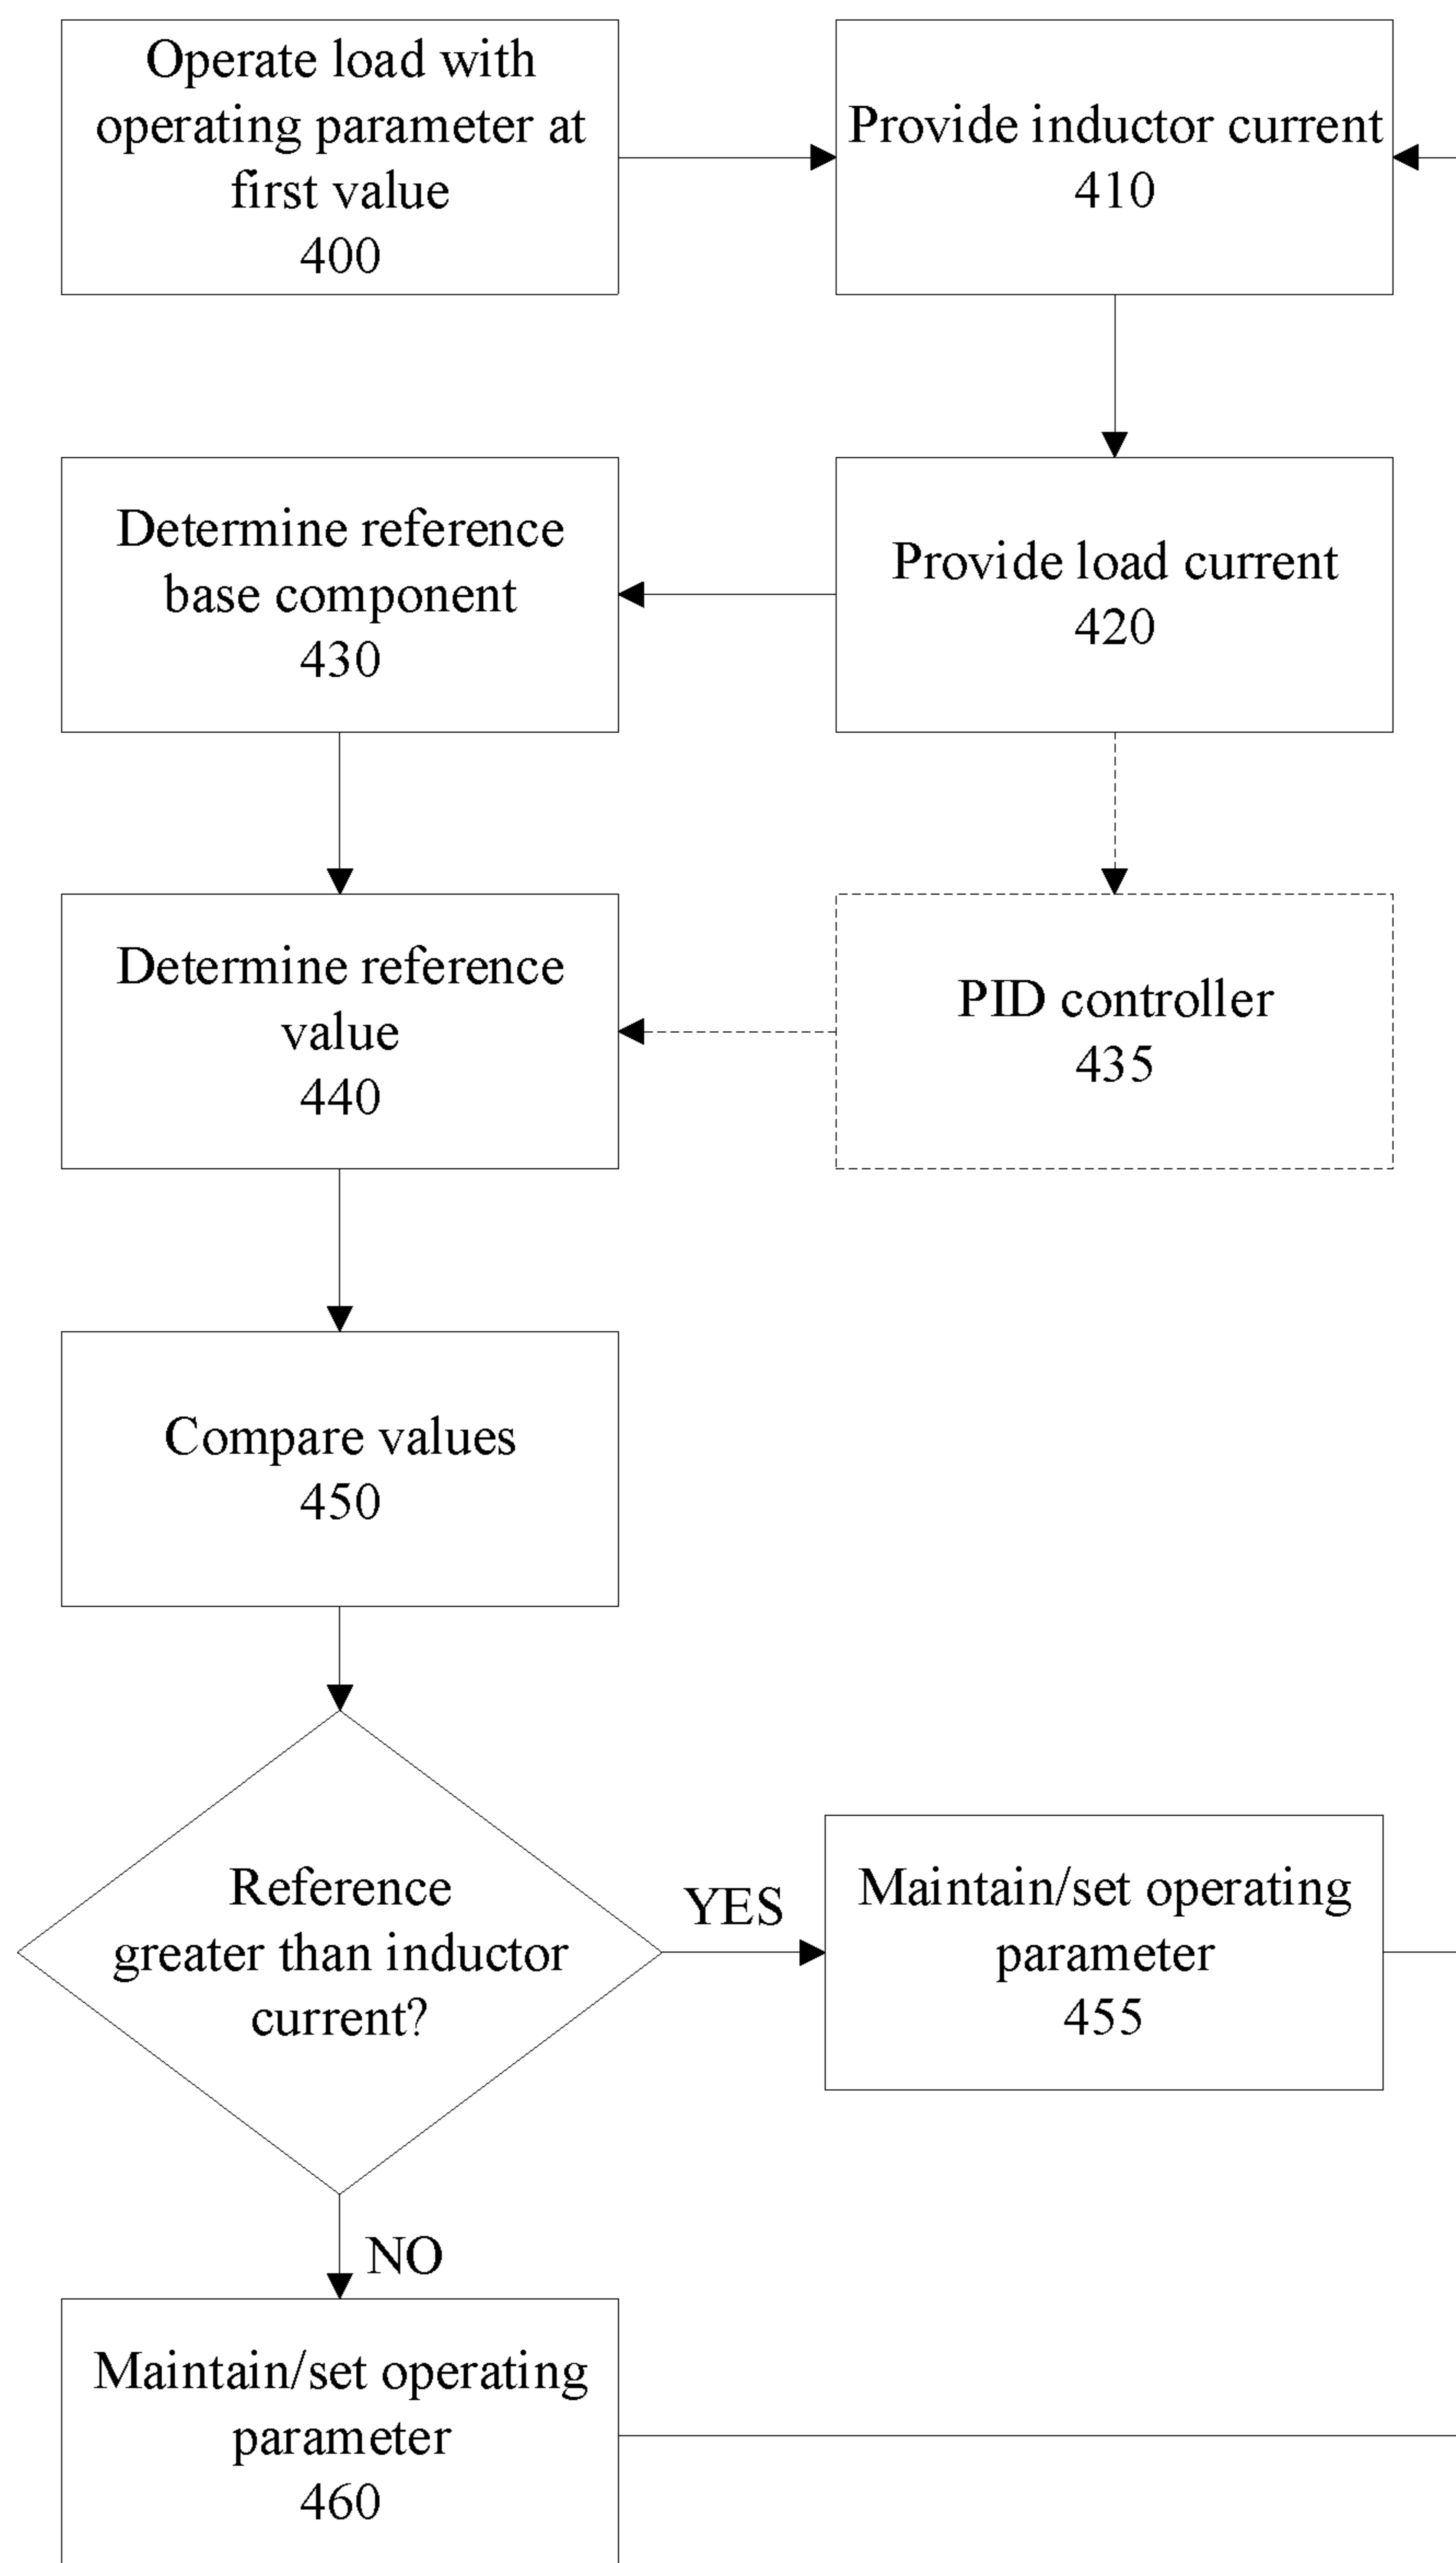 Operate load with
operating parameter at
first value
400
Provide inductor current
410
Determine reference
base component
430
Provide load current
420
Determine reference
value
440
PID controller
435
Compare values
450
Reference
greater than inductor
current?
YES
Maintain/set operating
parameter
455
NO
Maintain/set operating
parameter
460